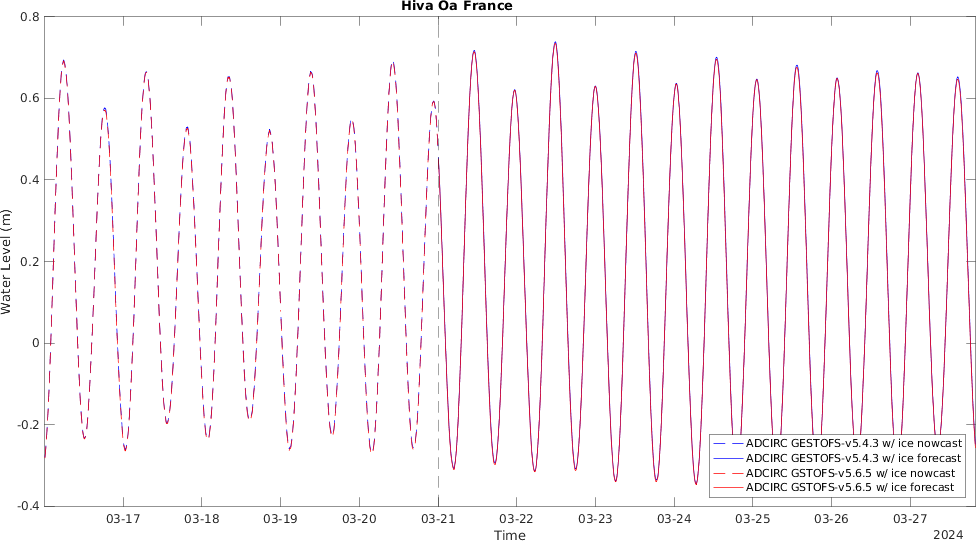 Hiva Oa France
Water Level (m)
0.8
0.6
0.4
0.2
0
-0.2
-0.4
ADCIRC GESTOFS-v5.4.3 w/ ice nowcast
ADCIRC GESTOFS-v5.4.3 w/ ice forecast
ADCIRC GSTOFS-v5.6.5 w/ ice nowcast
ADCIRC GSTOFS-v5.6.5 w/ ice forecast
03-17 03-18 03-19 03-20 03-21 03-22 03-23 03-24 03-25 03-26 03-27
Time
2024